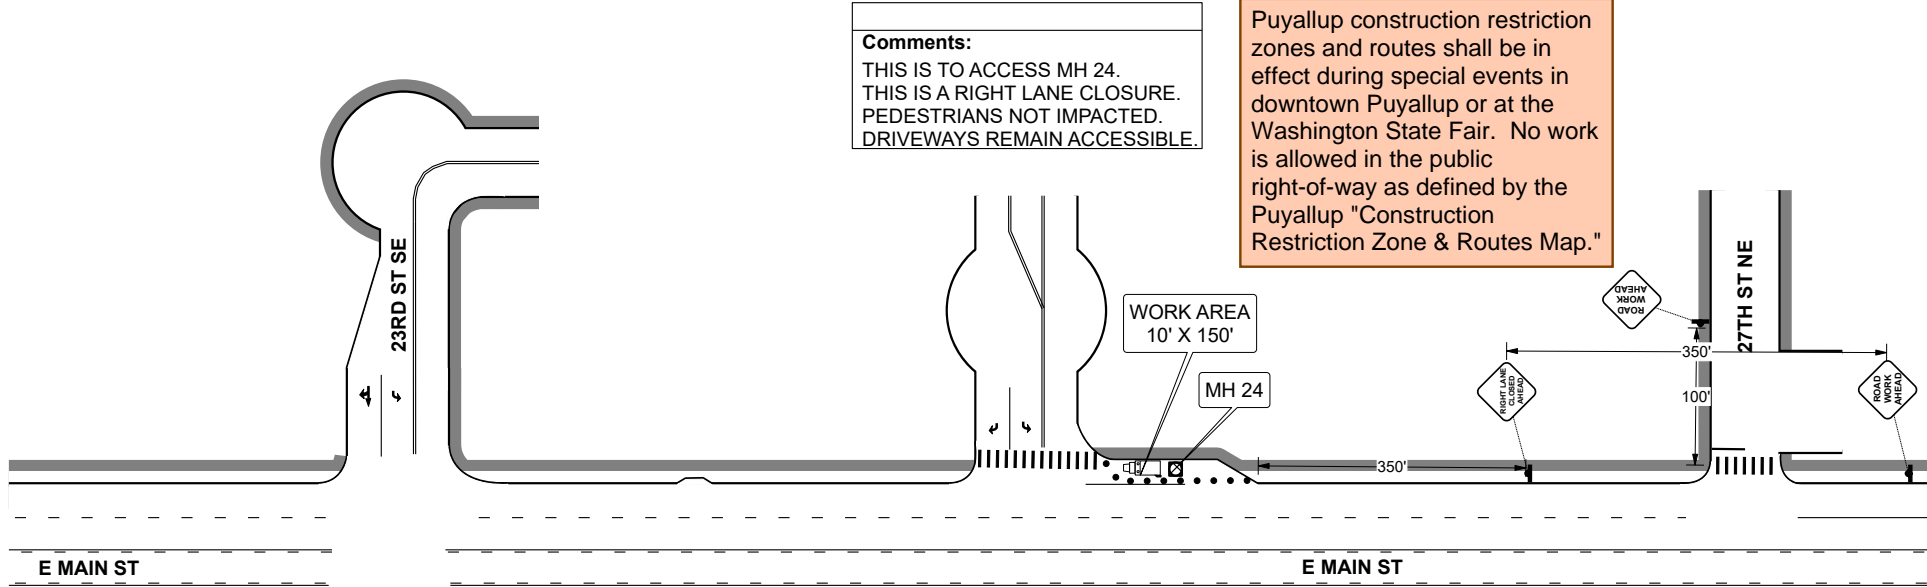 Comments:
THIS IS TO ACCESS MH 24.
THIS IS A RIGHT LANE CLOSURE.
PEDESTRIANS NOT IMPACTED.
DRIVEWAYS REMAIN ACCESSIBLE.
Puyallup construction restriction
zones and routes shall be in
effect during special events in
downtown Puyallup or at the
Washington State Fair.  No work
is allowed in the public
right-of-way as defined by the
Puyallup "Construction
Restriction Zone & Routes Map."
23RD ST SE
WORK AREA
10' X 150'
MH 24
ROAD
WORK
AHEAD
27TH ST NE
350'
RIGHT LANE
CLOSED
AHEAD
100'
ROAD
WORK
AHEAD
350'
E MAIN ST
E MAIN ST